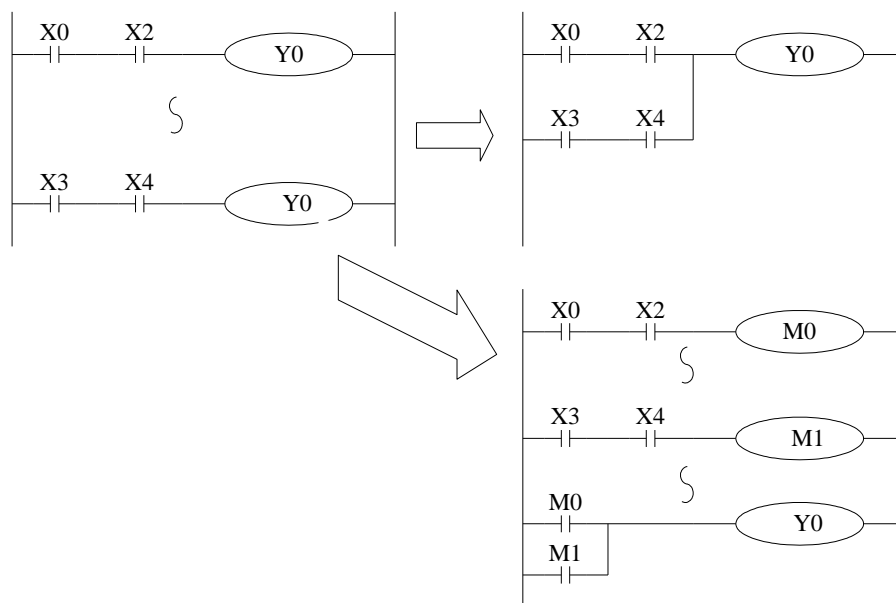 X0 X2 Y0
X3 X4 Y0
X0 X2 Y0
X3 X4
X0 X2 M0
X3 X4 M1
M0 Y0
M1